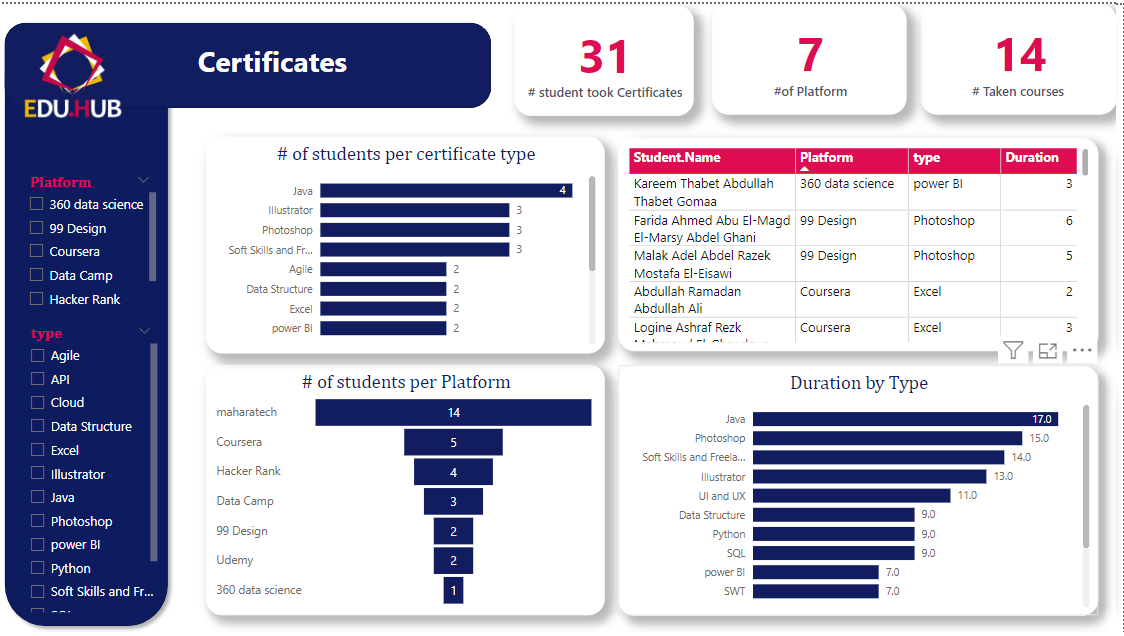 EDU.HUB
Certificates
31
# student took Certificates
7
#of Platform
14
# Taken courses
Platform
360 data science
99 Design
Coursera
Data Camp
Hacker Rank
type
Agile
API
Cloud
Data Structure
Excel
Illustrator
Java
Photoshop
power BI
Python
Soft Skills and Fr...
# of students per certificate type
Java 4
Illustrator 3
Photoshop 3
Soft Skills and Fr... 3
Agile 2
Data Structure 2
Excel 2
power BI 2
Student.Name Platform type Duration
Kareem Thabet Abdullah 360 data science power BI 3
Thabet Gomaa
Farida Ahmed Abu El-Magd 99 Design Photoshop 6
El-Marsy Abdel Ghani
Malak Adel Abdel Razek 99 Design Photoshop 5
Mostafa El-Eisawi
Abdullah Ramadan Coursera Excel 2
Abdullah Ali
Logine Ashraf Rezk Coursera Excel 3
# of students per Platform
maharatech 14
Coursera 5
Hacker Rank 4
Data Camp 3
99 Design 2
Udemy 2
360 data science 1
Duration by Type
Java 17.0
Photoshop 15.0
Soft Skills and Freela... 14.0
Illustrator 13.0
UI and UX 11.0
Data Structure 9.0
Python 9.0
SQL 9.0
power BI 7.0
SWT 7.0